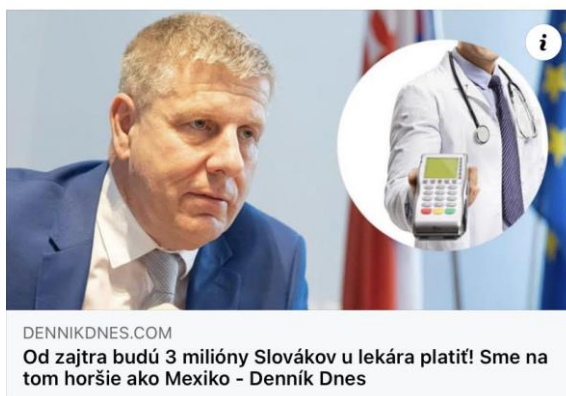 DENNIKDNES.COM
Od zajtra budú 3 milióny Slovákov u lekára platiť! Sme na
tom horšie ako Mexiko - Denník Dnes